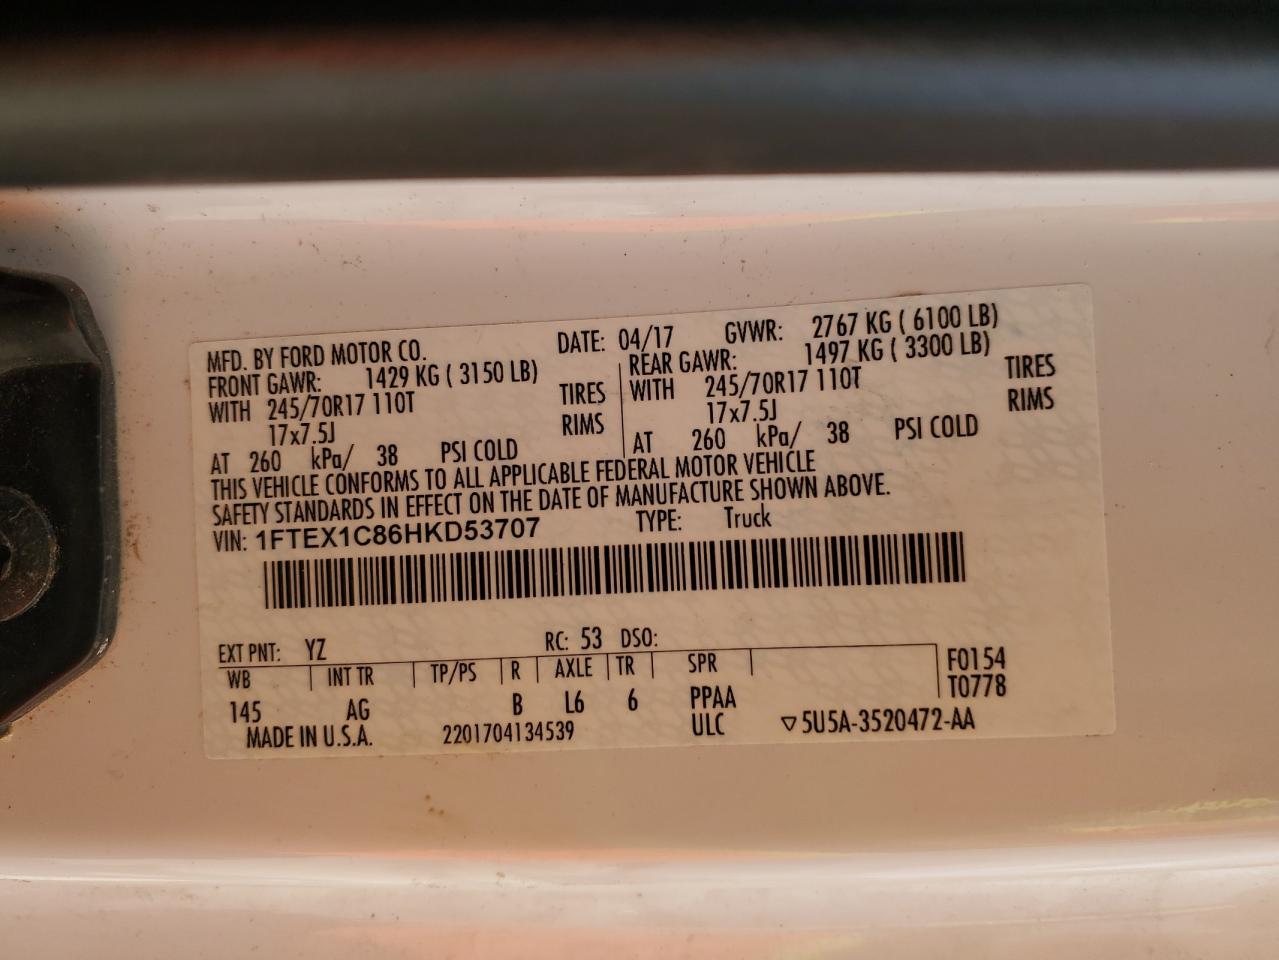 MFD. BY FORD MOTOR CO. DATE: 04/17 GVWR: 2767 KG ( 6100 LB)
FRONT GAWR: 1429 KG ( 3150 LB) REAR GAWR: 1497 KG ( 3300 LB)
WITH 245/70R17 110T TIRES WITH 245/70R17 110T TIRES
17x7.5J RIMS 17x7.5J RIMS
AT 260 kPa/ 38 PSI COLD AT 260 kPa/ 38 PSI COLD
THIS VEHICLE CONFORMS TO ALL APPLICABLE FEDERAL MOTOR VEHICLE
SAFETY STANDARDS IN EFFECT ON THE DATE OF MANUFACTURE SHOWN ABOVE.
VIN: 1FTEX1C86HKD53707 TYPE: Truck
EXT PNT: YZ RC: 53 DSO:
WB INT TR TP/PS R AXLE TR SPR F0154
145 AG B L6 6 PPAA T0778
MADE IN U.S.A. 2201704134539 ULC ▽5U5A-3520472-AA